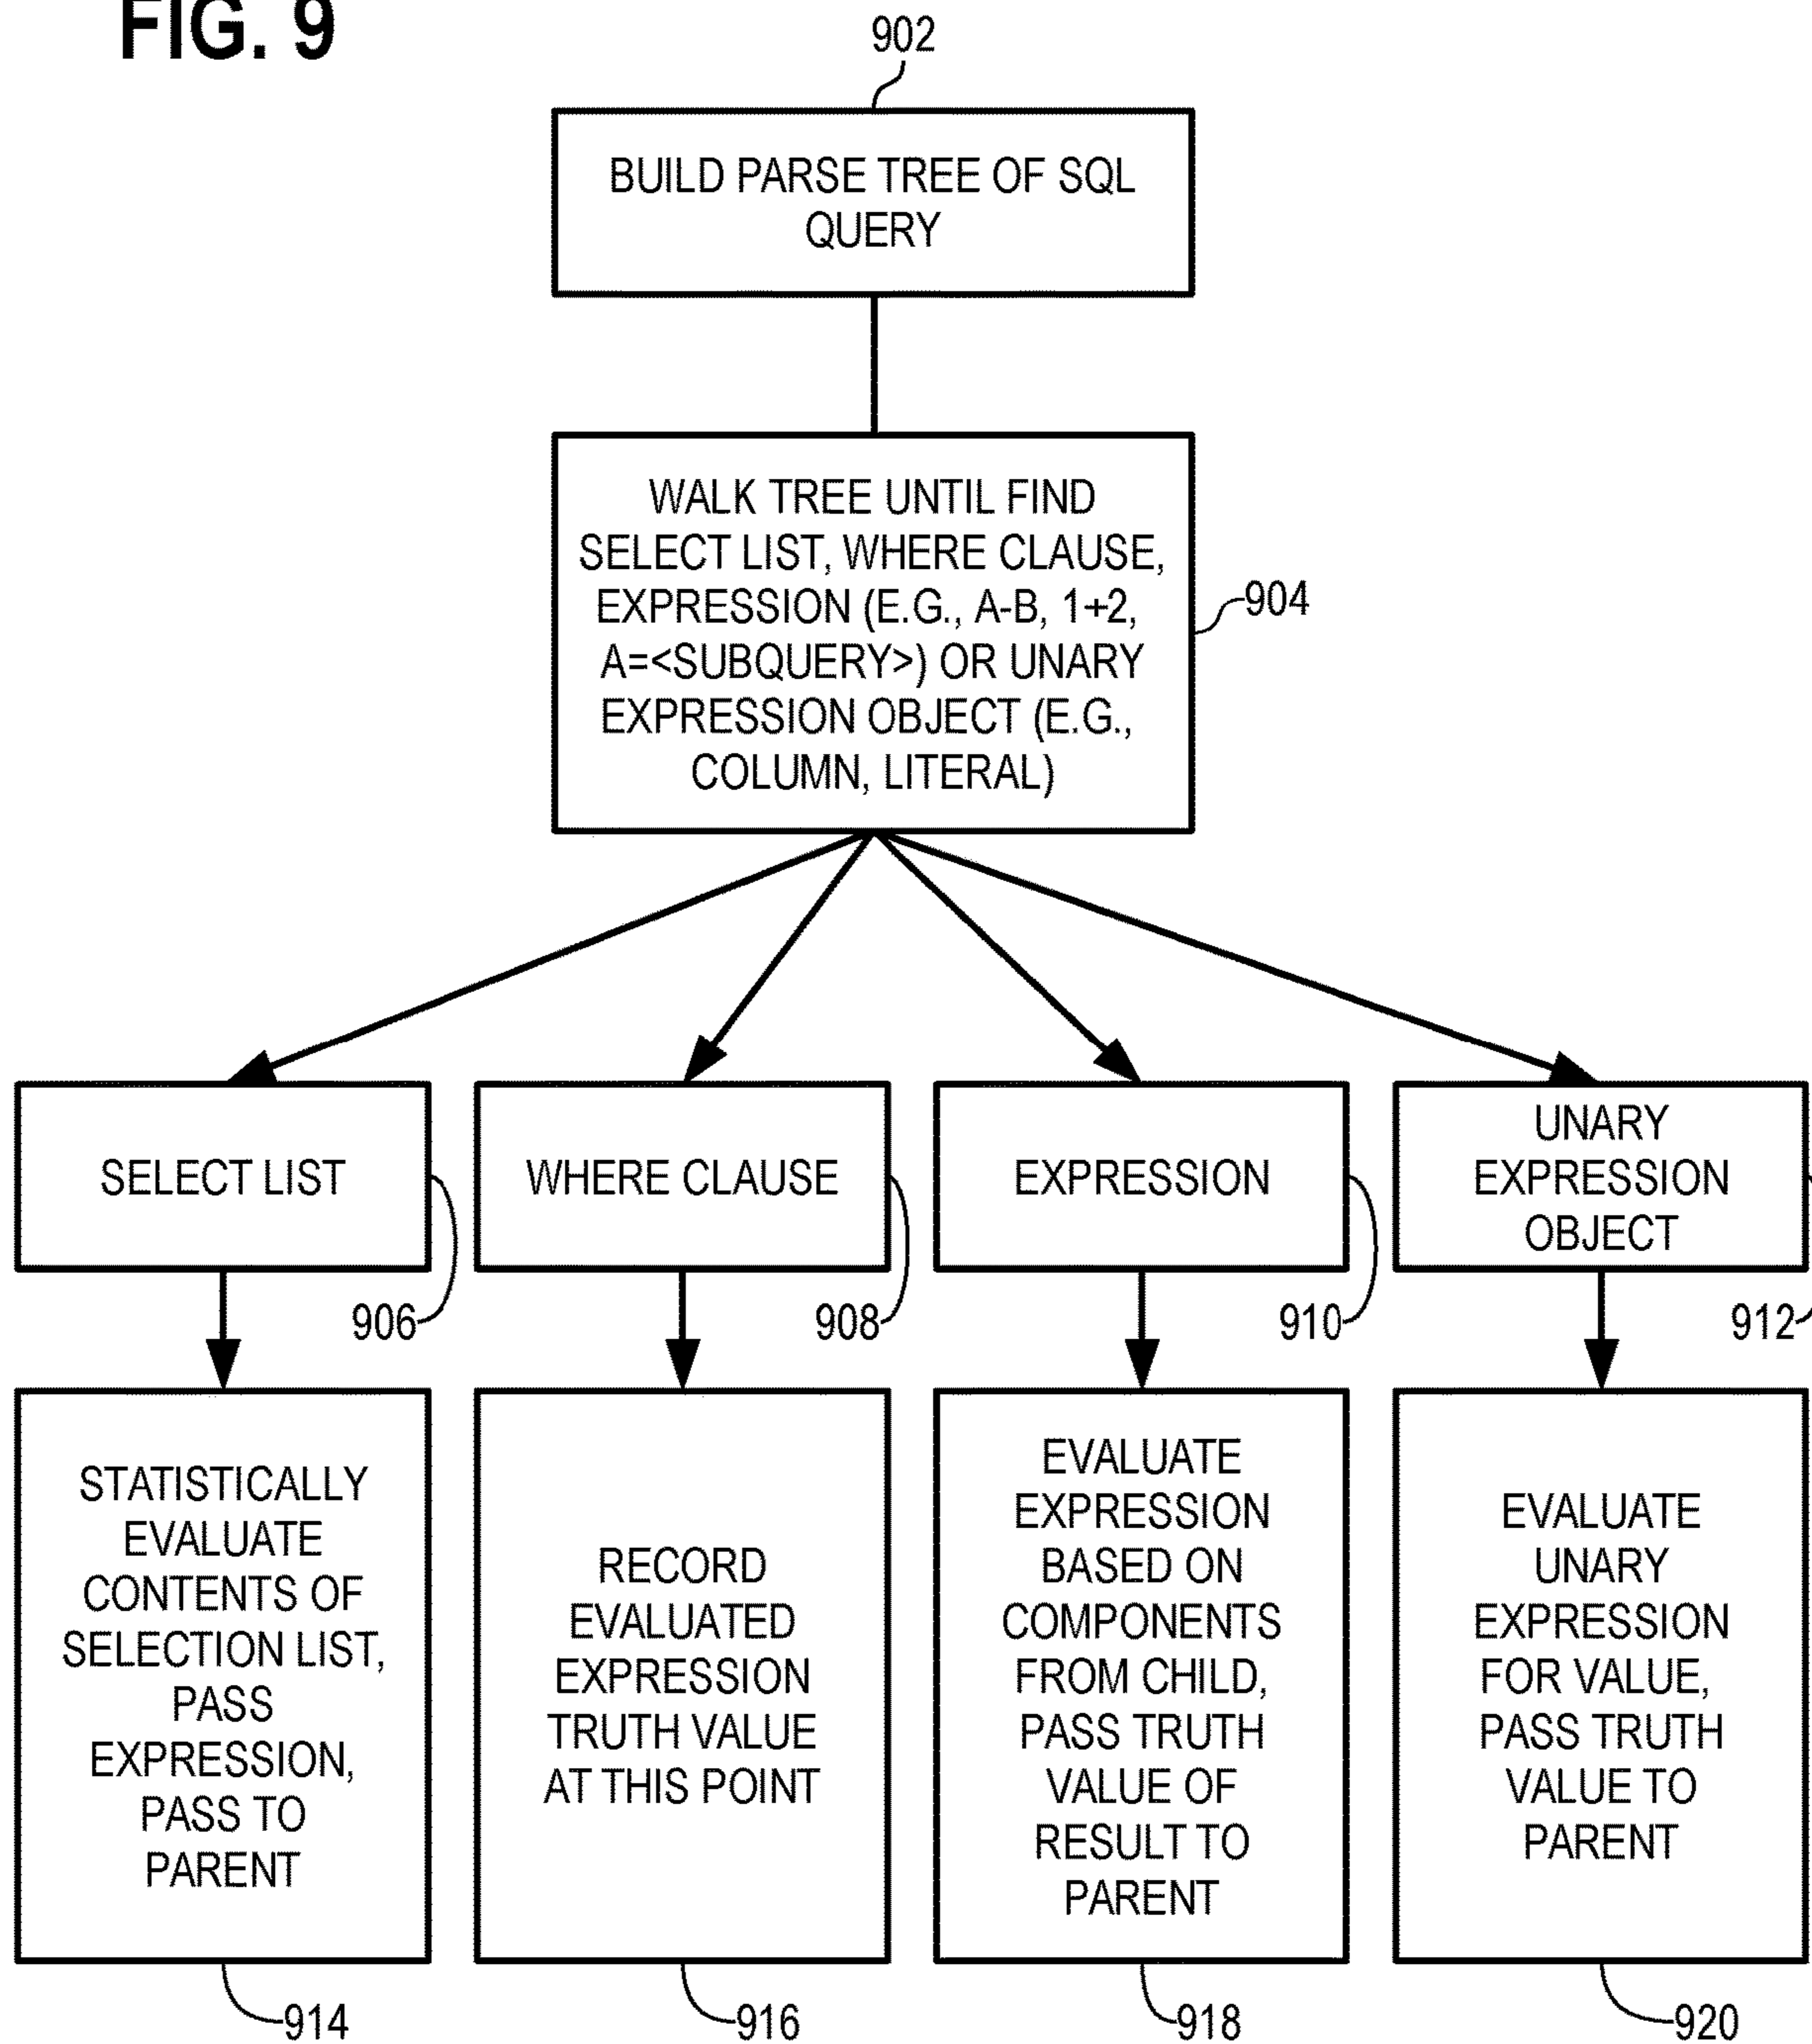 FIG. 9
902
BUILD PARSE TREE OF SQL
QUERY
WALK TREE UNTIL FIND
SELECT LIST, WHERE CLAUSE,
EXPRESSION (E.G., A-B, 1+2,
A=<SUBQUERY>) OR UNARY
EXPRESSION OBJECT (E.G.,
COLUMN, LITERAL)
904
SELECT LIST
906
WHERE CLAUSE
908
EXPRESSION
910
UNARY
EXPRESSION
OBJECT
912
STATISTICALLY
EVALUATE
CONTENTS OF
SELECTION LIST,
PASS
EXPRESSION,
PASS TO
PARENT
914
RECORD
EVALUATED
EXPRESSION
TRUTH VALUE
AT THIS POINT
916
EVALUATE
EXPRESSION
BASED ON
COMPONENTS
FROM CHILD,
PASS TRUTH
VALUE OF
RESULT TO
PARENT
918
EVALUATE
UNARY
EXPRESSION
FOR VALUE,
PASS TRUTH
VALUE TO
PARENT
920